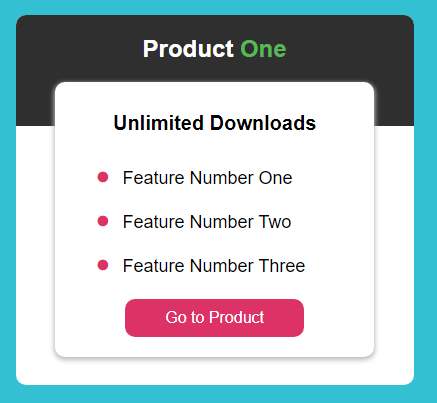 Product One
Unlimited Downloads
Feature Number One
Feature Number Two
Feature Number Three
Go to Product